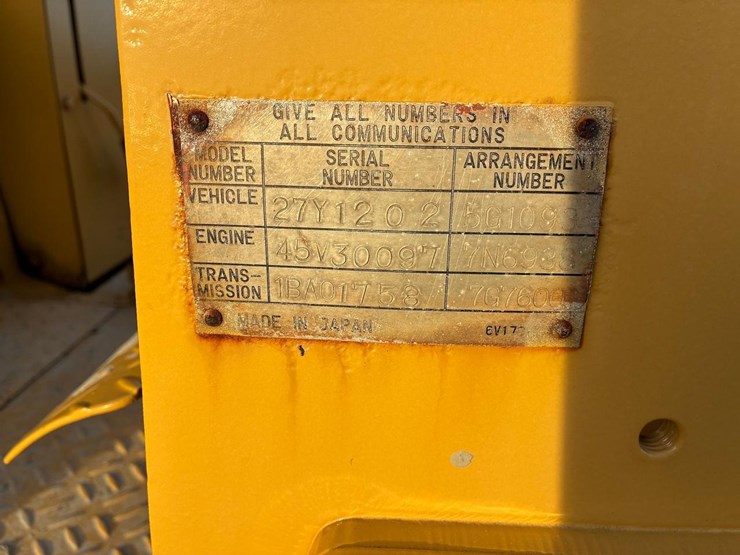 GIVE ALL NUMBERS IN
ALL COMMUNICATIONS
MODEL NUMBER SERIAL NUMBER ARRANGEMENT NUMBER
VEHICLE 27Y1202
ENGINE 45V30097
TRANS-MISSION
MADE IN JAPAN